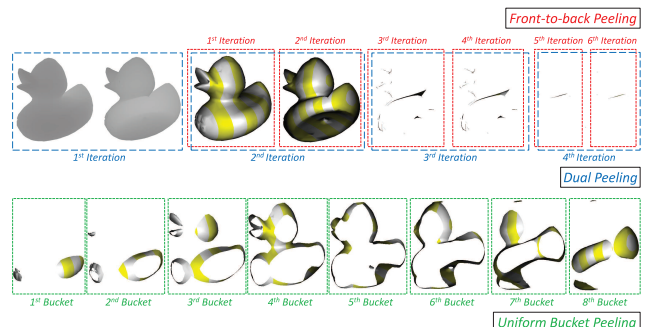 Front-to-back Peeling
1st Iteration 2nd Iteration 3rd Iteration 4th Iteration 5th Iteration 6th Iteration
1st Iteration 2nd Iteration 3rd Iteration 4th Iteration
Dual Peeling
1st Bucket 2nd Bucket 3rd Bucket 4th Bucket 5th Bucket 6th Bucket 7th Bucket 8th Bucket
Uniform Bucket Peeling